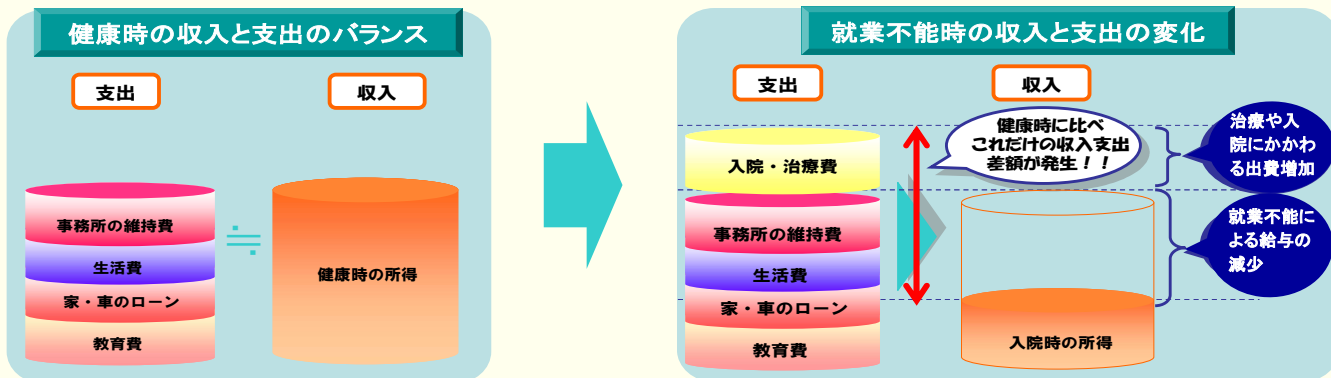 健康時の収入と支出のバランス
支出
収入
事務所の維持費
生活費
家・車のローン
教育費
≒
健康時の所得
就業不能時の収入と支出の変化
支出
収入
入院・治療費
事務所の維持費
生活費
家・車のローン
教育費
健康時に比べ
これだけの収入支出
差額が発生！！
入院時の所得
治療や入
院にかかわ
る出費増加
就業不能に
よる給与の
減少